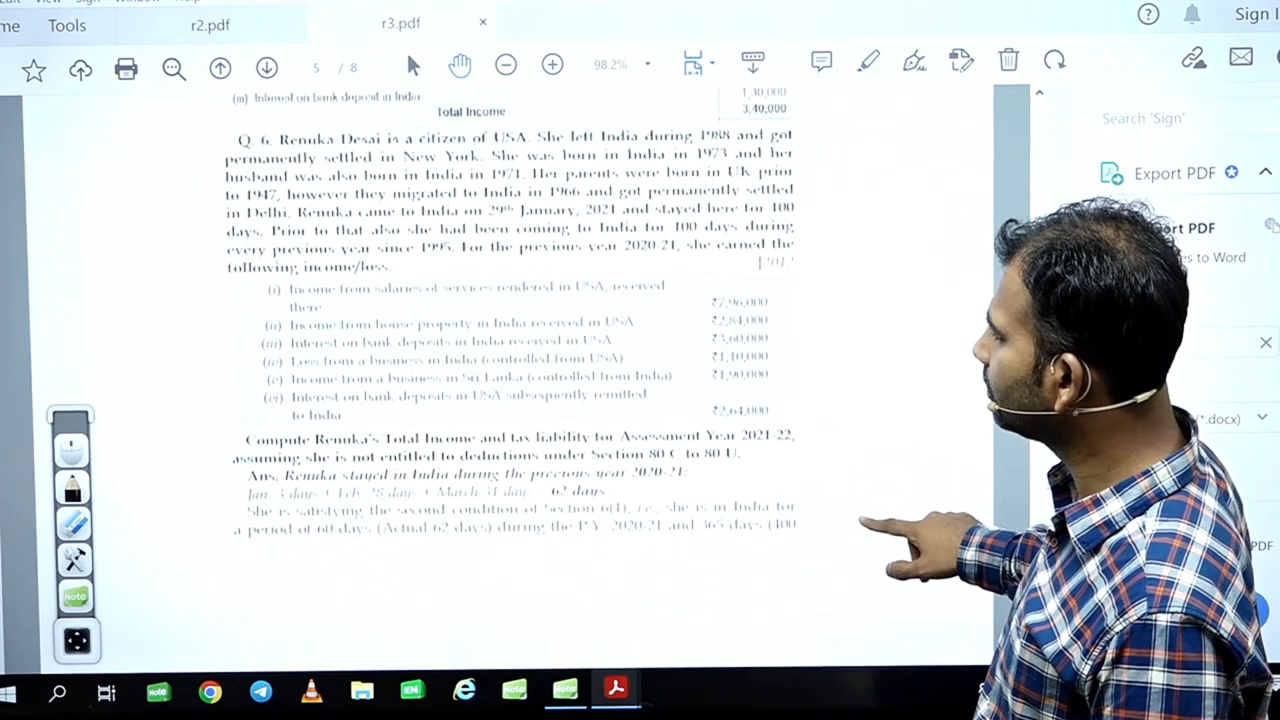 me Tools r2.pdf r3.pdf Sign I
5 / 8 98.2%
Search 'Sign'
Export PDF
ort PDF
es to Word
*.docx)
PDF
(iii) Interest on bank deposit in India 1,30,000
Total Income 3,40,000
Q. 6. Renuka Desai is a citizen of USA. She left India during 1988 and got
permanently settled in New York. She was born in India in 1973 and her
husband was also born in India in 1971. Her parents were born in UK prior
to 1947, however they migrated to India in 1966 and got permanently settled
in Delhi. Renuka came to India on 29th January, 2021 and stayed here for 100
days. Prior to that also she had been coming to India for 100 days during
every previous year since 1995. For the previous year 2020-21, she earned the
following income/loss.
(i) Income from salaries of services rendered in USA, received
there ₹7,96,000
(ii) Income from house property in India received in USA ₹2,84,000
(iii) Interest on bank deposits in India received in USA ₹3,60,000
(iv) Loss from a business in India (controlled from USA) ₹1,10,000
(v) Income from a business in Sri Lanka (controlled from India) ₹1,90,000
(vi) Interest on bank deposits in USA subsequently remitted
to India ₹2,64,000
Compute Renuka's Total Income and tax liability for Assessment Year 2021-22,
assuming she is not entitled to deductions under Section 80 C to 80 U.
Ans. Renuka stayed in India during the previous year 2020-21:
Jan. 3 days + Feb. 28 days + March 31 days = 62 days
She is satisfying the second condition of Section 6(1), i.e., she is in India for
a period of 60 days (Actual 62 days) during the P.Y. 2020-21 and 365 days (400
Note
Note
EN
Note
Note